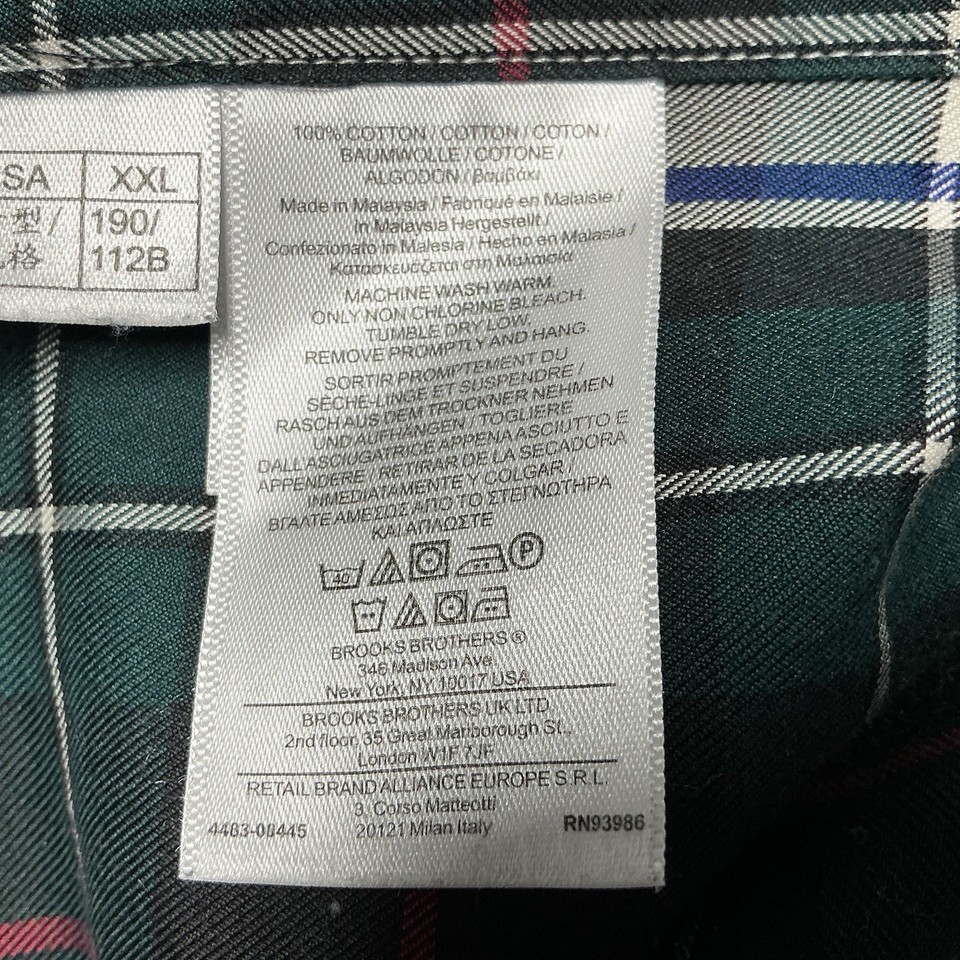 SA XXL
型/ 190/
格 112B
100% COTTON / COTTON / COTON /
BAUMWOLLE / COTONE /
ALGODON / βαμβάκι
Made in Malaysia / Fabriqué en Malaisie /
in Malaysia Hergestellt /
Confezionato in Malesia / Hecho en Malasia /
Κατασκευάζεται στη Μαλαισία
MACHINE WASH WARM.
ONLY NON CHLORINE BLEACH.
TUMBLE DRY LOW.
REMOVE PROMPTLY AND HANG.
SORTIR PROMPTEMENT DU
SÈCHE-LINGE ET SUSPENDRE /
RASCH AUS DEM TROCKNER NEHMEN
UND AUFHÄNGEN / TOGLIERE
DALL ASCIUGATRICE APPENA ASCIUTTO E
APPENDERE / RETIRAR DE LA SECADORA
INMEDIATAMENTE Y COLGAR /
ΒΓΑΛΤΕ ΑΜΕΣΩΣ ΑΠΟ ΤΟ ΣΤΕΓΝΩΤΗΡΑ
ΚΑΙ ΑΠΛΩΣΤΕ
40 P
BROOKS BROTHERS ®
346 Madison Ave.
New York, NY 10017 USA
BROOKS BROTHERS UK LTD
2nd floor, 35 Great Marlborough St.,
London W1F 7JF
RETAIL BRAND ALLIANCE EUROPE S.R.L.
3, Corso Matteotti
4483-08445 20121 Milan Italy RN93986